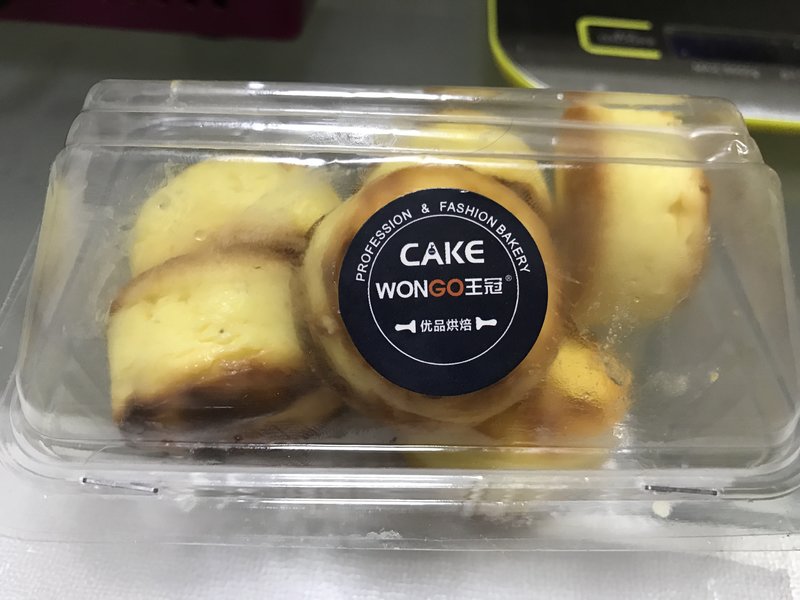 PROFESSION & FASHION BAKERY
CAKE
WONGO王冠®
优品烘焙